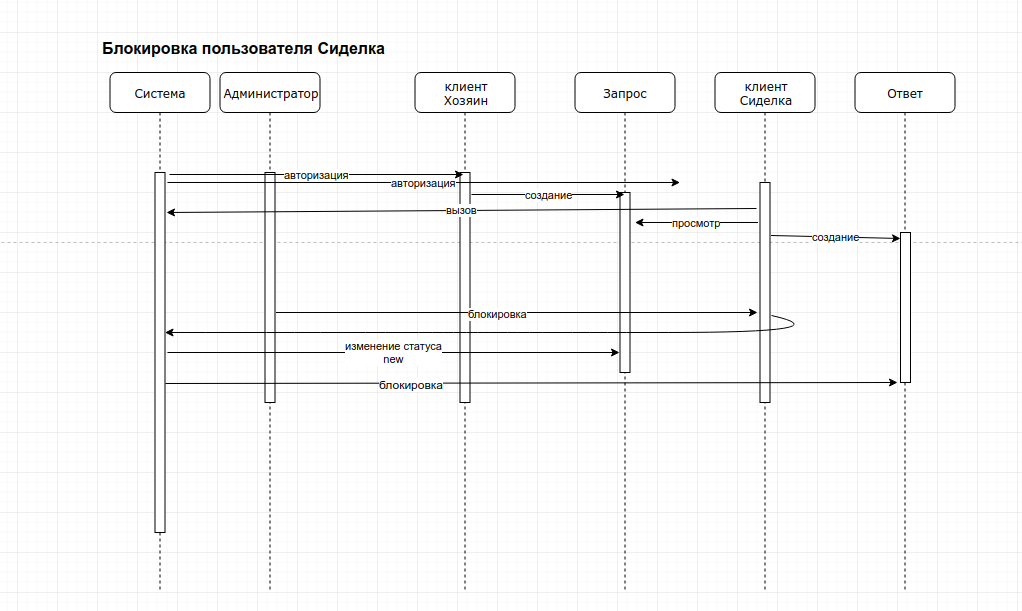 Блокировка пользователя Сиделка
Система
Администратор
клиент
Хозяин
Запрос
клиент
Сиделка
Ответ
авторизация
авторизация
создание
вызов
просмотр
создание
блокировка
изменение статуса
new
блокировка